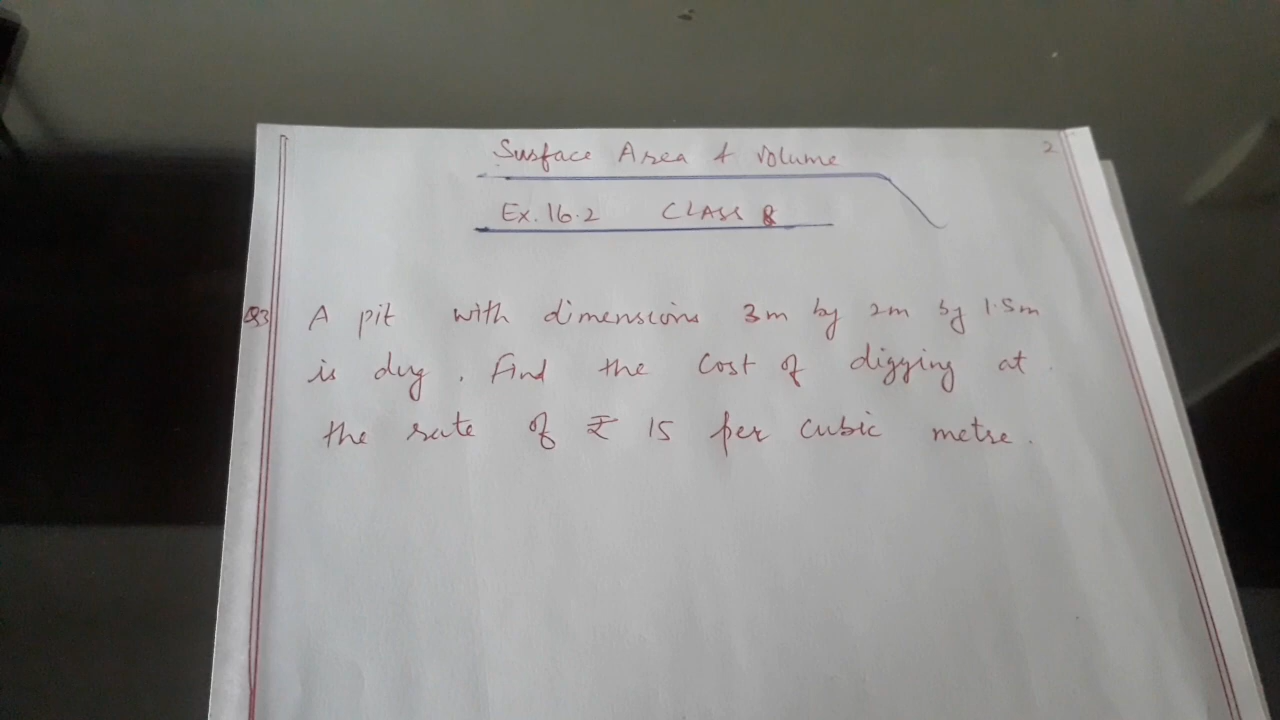 Surface Area & Volume
2
Ex. 16.2 CLASS 8
Q3 A pit with dimensions 3m by 2m by 1.5m
is dug. Find the cost of digging at
the rate of ₹ 15 per cubic metre.